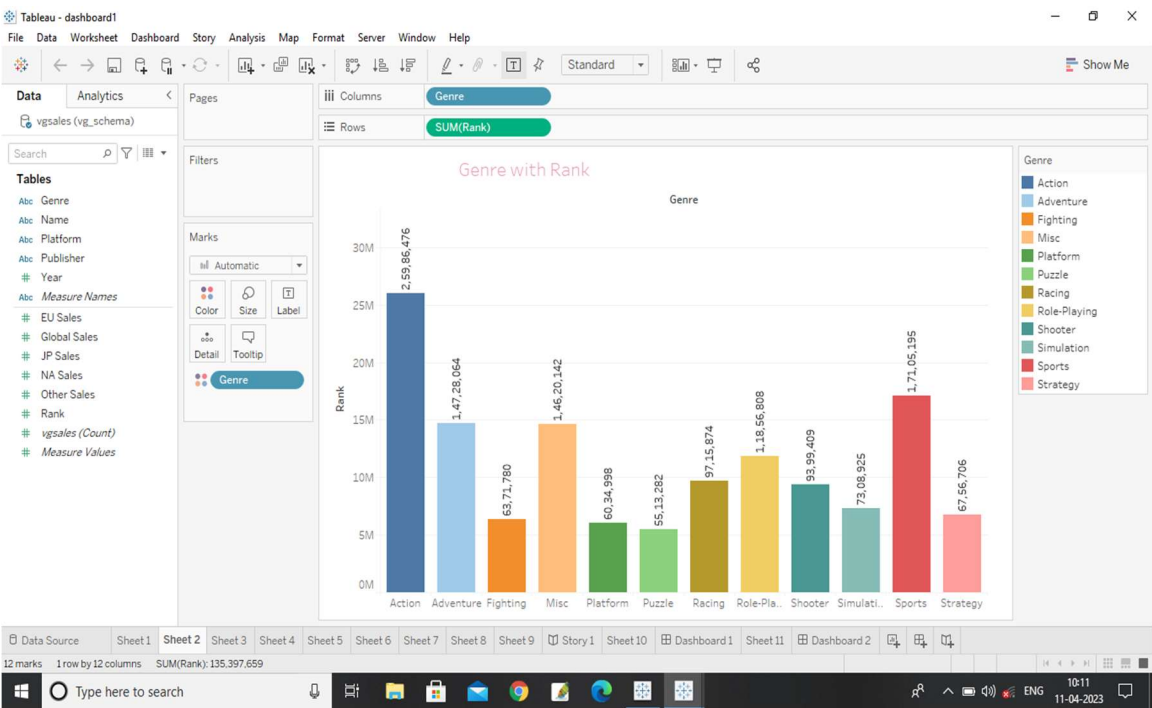 Tableau - dashboard1
File Data Worksheet Dashboard Story Analysis Map Format Server Window Help
Standard
Show Me
Data Analytics
vgsales (vg_schema)
Search
Tables
Abc Genre
Abc Name
Abc Platform
Abc Publisher
# Year
Abc Measure Names
# EU Sales
# Global Sales
# JP Sales
# NA Sales
# Other Sales
# Rank
# vgsales (Count)
# Measure Values
Pages
Filters
Marks
Automatic
Color Size Label
Detail Tooltip
Genre
Columns Genre
Rows SUM(Rank)
Genre with Rank
Genre
Rank
30M
25M
20M
15M
10M
5M
0M
2,59,86,476
1,47,28,064
63,71,780
1,46,20,142
60,34,998
55,13,282
97,15,874
1,18,56,808
93,99,409
73,08,925
1,71,05,195
67,56,706
Action Adventure Fighting Misc Platform Puzzle Racing Role-Pla.. Shooter Simulati.. Sports Strategy
Genre
Action
Adventure
Fighting
Misc
Platform
Puzzle
Racing
Role-Playing
Shooter
Simulation
Sports
Strategy
Data Source Sheet 1 Sheet 2 Sheet 3 Sheet 4 Sheet 5 Sheet 6 Sheet 7 Sheet 8 Sheet 9 Story 1 Sheet 10 Dashboard 1 Sheet 11 Dashboard 2
12 marks 1 row by 12 columns SUM(Rank): 135,397,659
Type here to search
ENG
10:11
11-04-2023